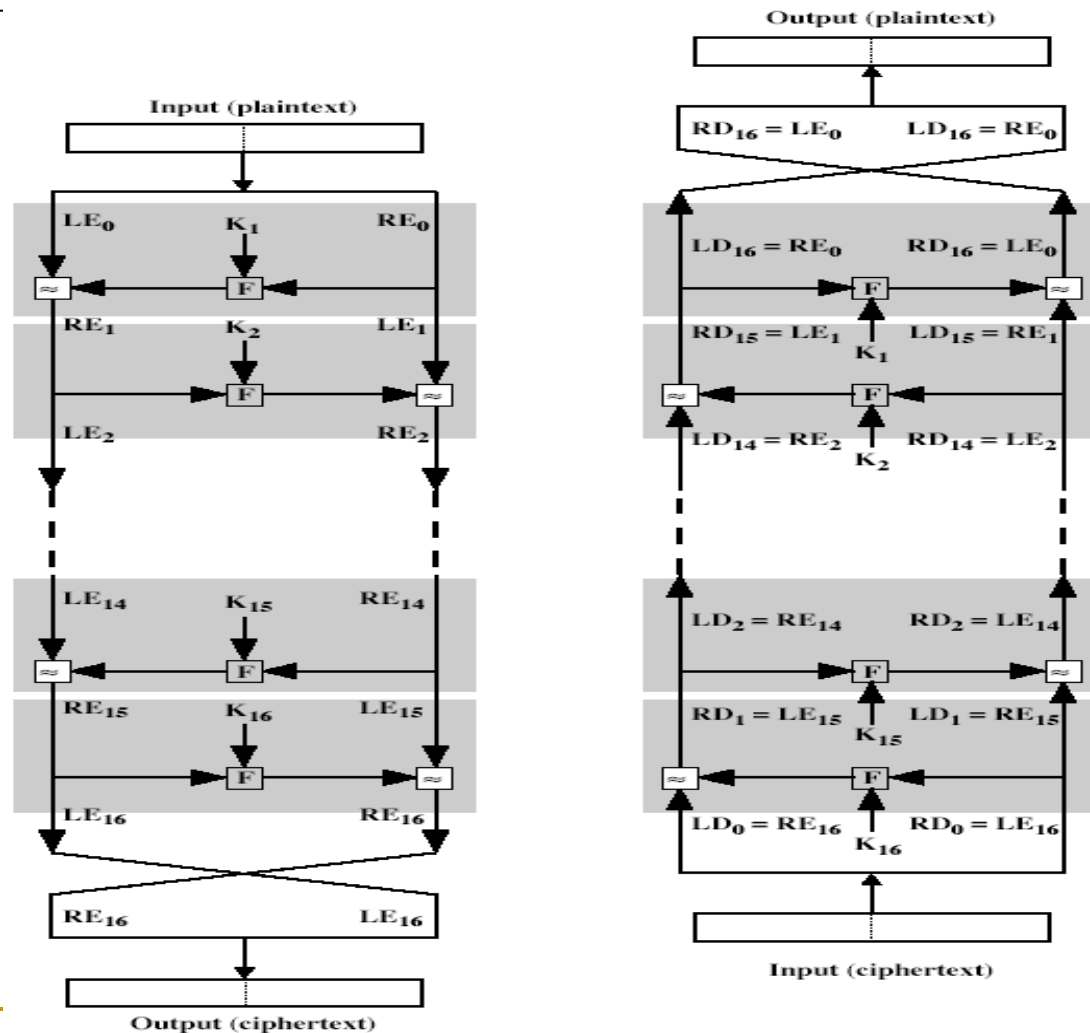 Input (plaintext)
LE₀ K₁ RE₀
≈ F
RE₁ K₂ LE₁
F ≈
LE₂ RE₂
LE₁₄ K₁₅ RE₁₄
≈ F
RE₁₅ K₁₆ LE₁₅
F ≈
LE₁₆ RE₁₆
RE₁₆ LE₁₆
Output (ciphertext)
Output (plaintext)
RD₁₆ = LE₀ LD₁₆ = RE₀
LD₁₆ = RE₀ RD₁₆ = LE₀
F ≈
RD₁₅ = LE₁ K₁ LD₁₅ = RE₁
≈ F
LD₁₄ = RE₂ K₂ RD₁₄ = LE₂
LD₂ = RE₁₄ RD₂ = LE₁₄
F ≈
RD₁ = LE₁₅ K₁₅ LD₁ = RE₁₅
≈ F
LD₀ = RE₁₆ K₁₆ RD₀ = LE₁₆
Input (ciphertext)